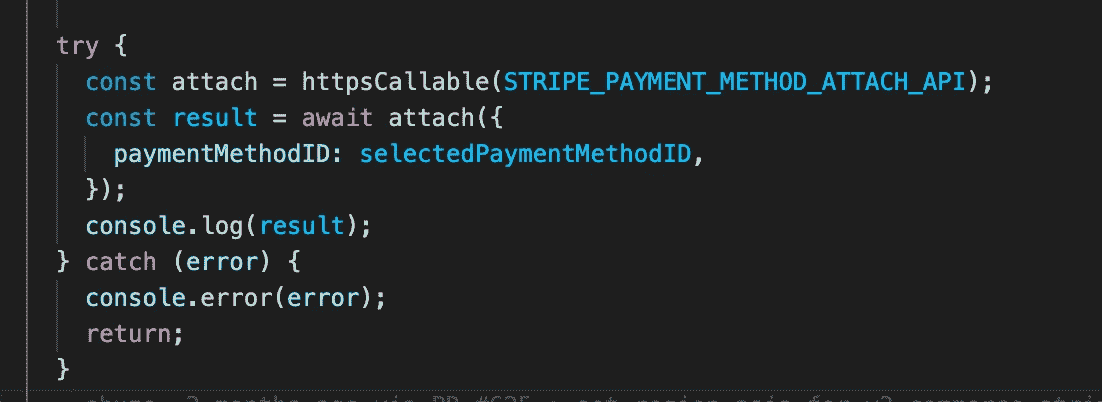 try {
const attach = httpsCallable(STRIPE_PAYMENT_METHOD_ATTACH_API);
const result = await attach({
paymentMethodID: selectedPaymentMethodID,
});
console.log(result);
} catch (error) {
console.error(error);
return;
}